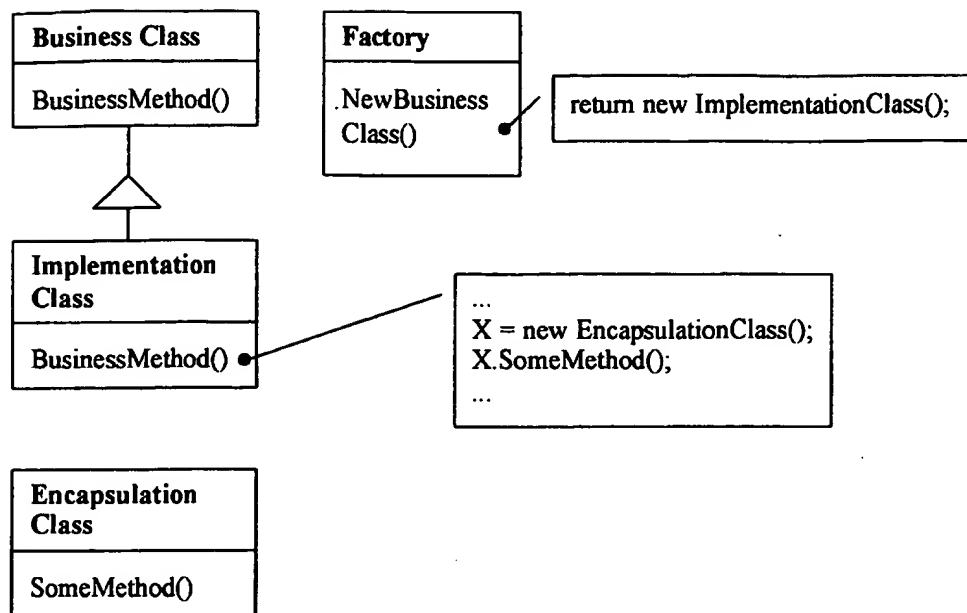 Business Class
BusinessMethod()
Factory
.NewBusiness
Class()
return new ImplementationClass();
Implementation
Class
BusinessMethod()
...
X = new EncapsulationClass();
X.SomeMethod();
...
Encapsulation
Class
SomeMethod()